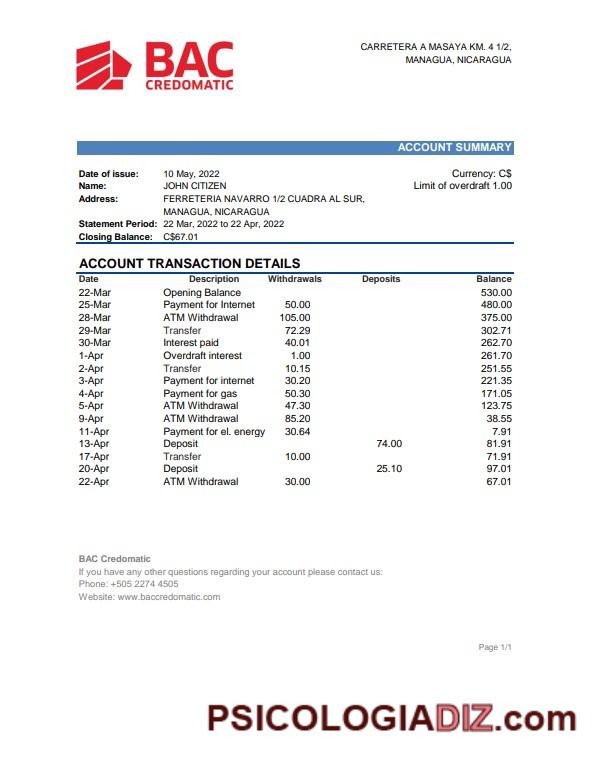 BAC
CREDOMATIC
CARRETERA A MASAYA KM. 4 1/2,
MANAGUA, NICARAGUA
ACCOUNT SUMMARY
Date of issue: 10 May, 2022 Currency: C$
Name: JOHN CITIZEN Limit of overdraft 1.00
Address: FERRETERIA NAVARRO 1/2 CUADRA AL SUR,
MANAGUA, NICARAGUA
Statement Period: 22 Mar, 2022 to 22 Apr, 2022
Closing Balance: C$67.01
ACCOUNT TRANSACTION DETAILS
Date Description Withdrawals Deposits Balance
22-Mar Opening Balance 530.00
25-Mar Payment for Internet 50.00 480.00
28-Mar ATM Withdrawal 105.00 375.00
29-Mar Transfer 72.29 302.71
30-Mar Interest paid 40.01 262.70
1-Apr Overdraft interest 1.00 261.70
2-Apr Transfer 10.15 251.55
3-Apr Payment for internet 30.20 221.35
4-Apr Payment for gas 50.30 171.05
5-Apr ATM Withdrawal 47.30 123.75
9-Apr ATM Withdrawal 85.20 38.55
11-Apr Payment for el. energy 30.64 7.91
13-Apr Deposit 74.00 81.91
17-Apr Transfer 10.00 71.91
20-Apr Deposit 25.10 97.01
22-Apr ATM Withdrawal 30.00 67.01
BAC Credomatic
If you have any other questions regarding your account please contact us:
Phone: +505 2274 4505
Website: www.baccredomatic.com
Page 1/1
PSICOLOGIADIZ.com